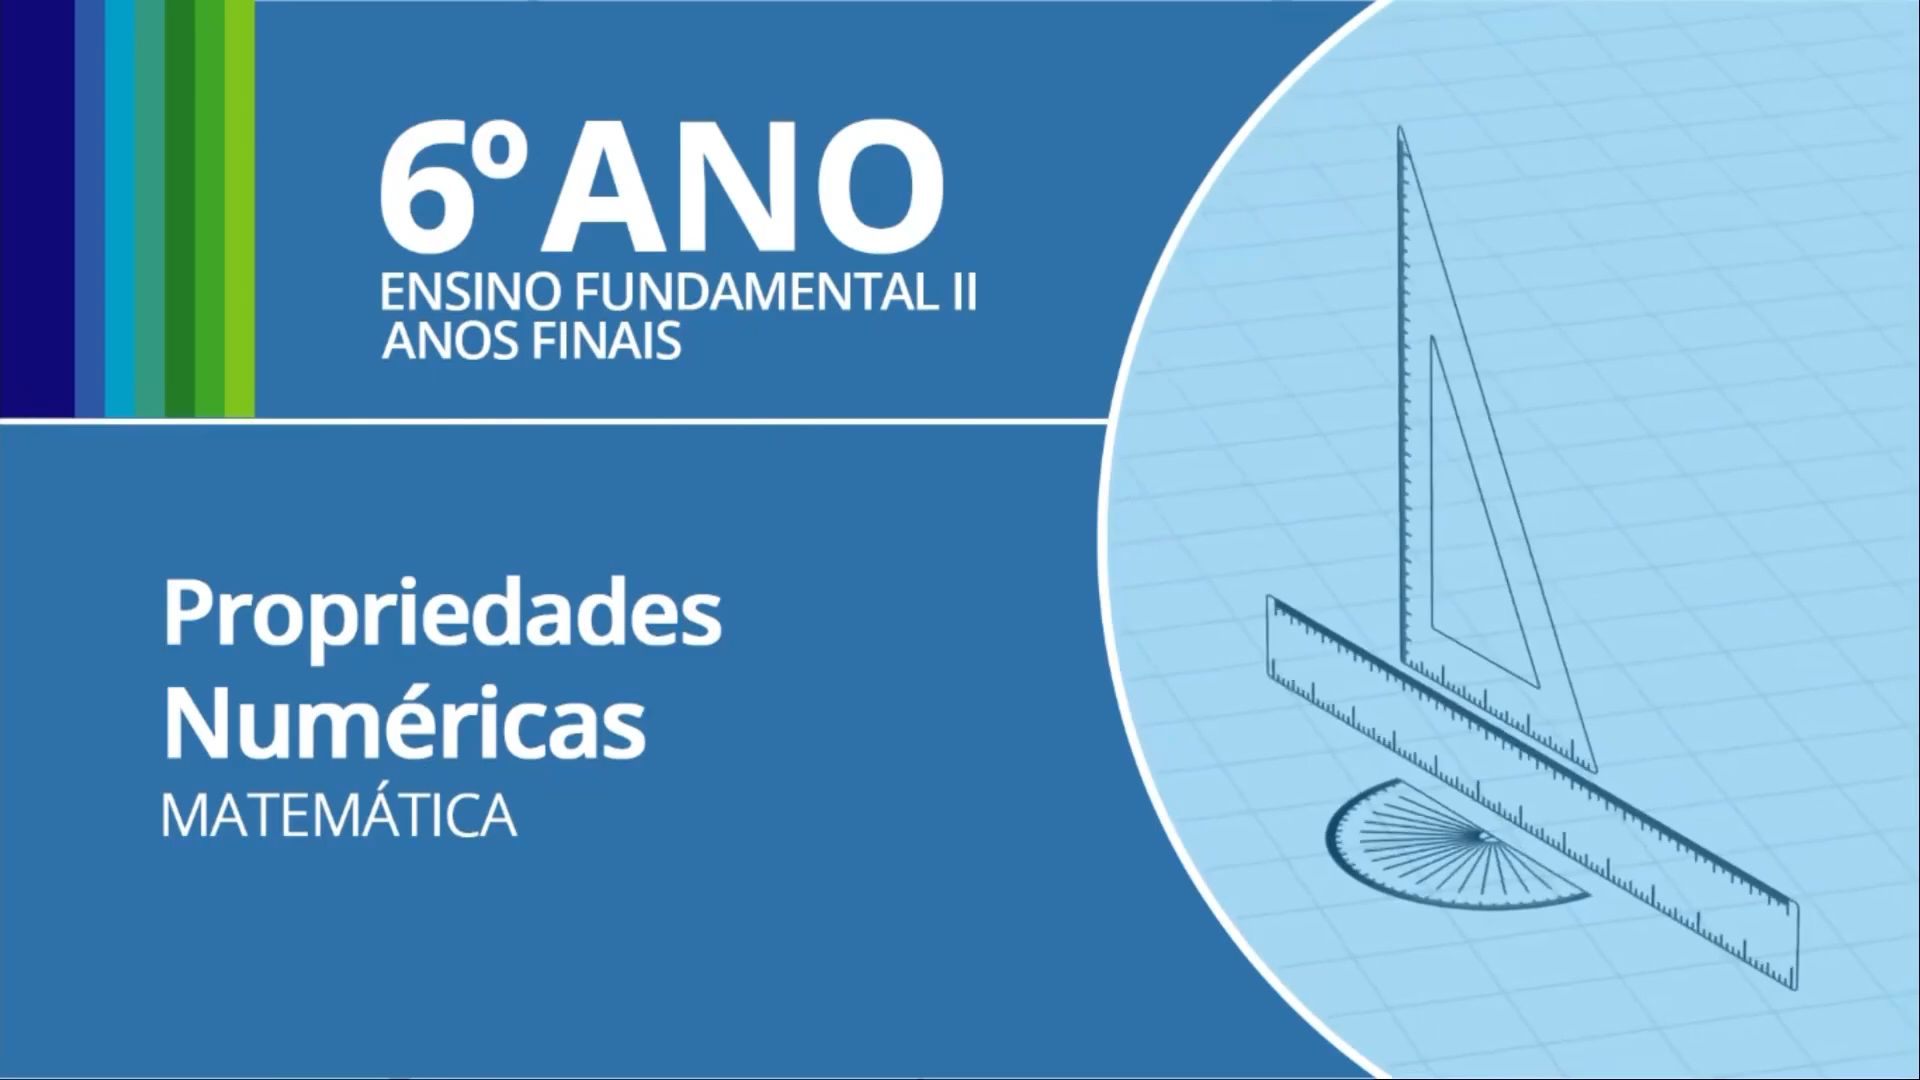 6º ANO
ENSINO FUNDAMENTAL II
ANOS FINAIS
Propriedades
Numéricas
MATEMÁTICA